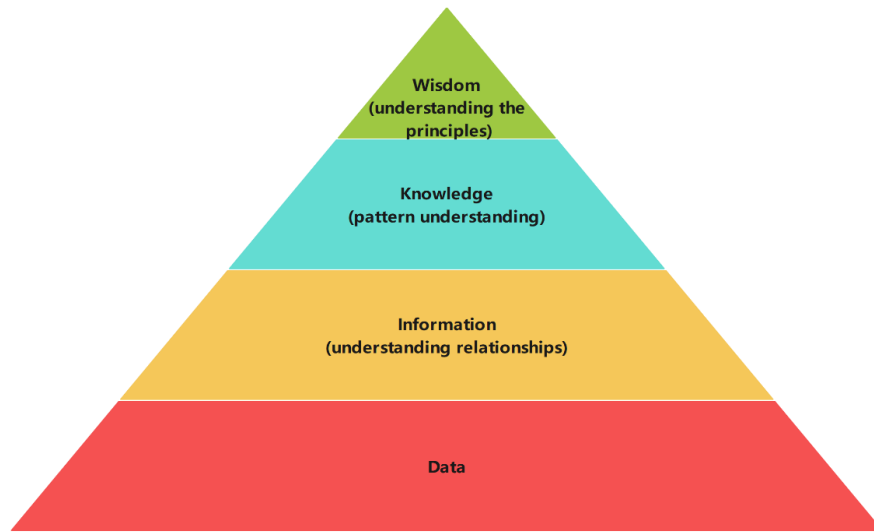 Wisdom
(understanding the
principles)
Knowledge
(pattern understanding)
Information
(understanding relationships)
Data